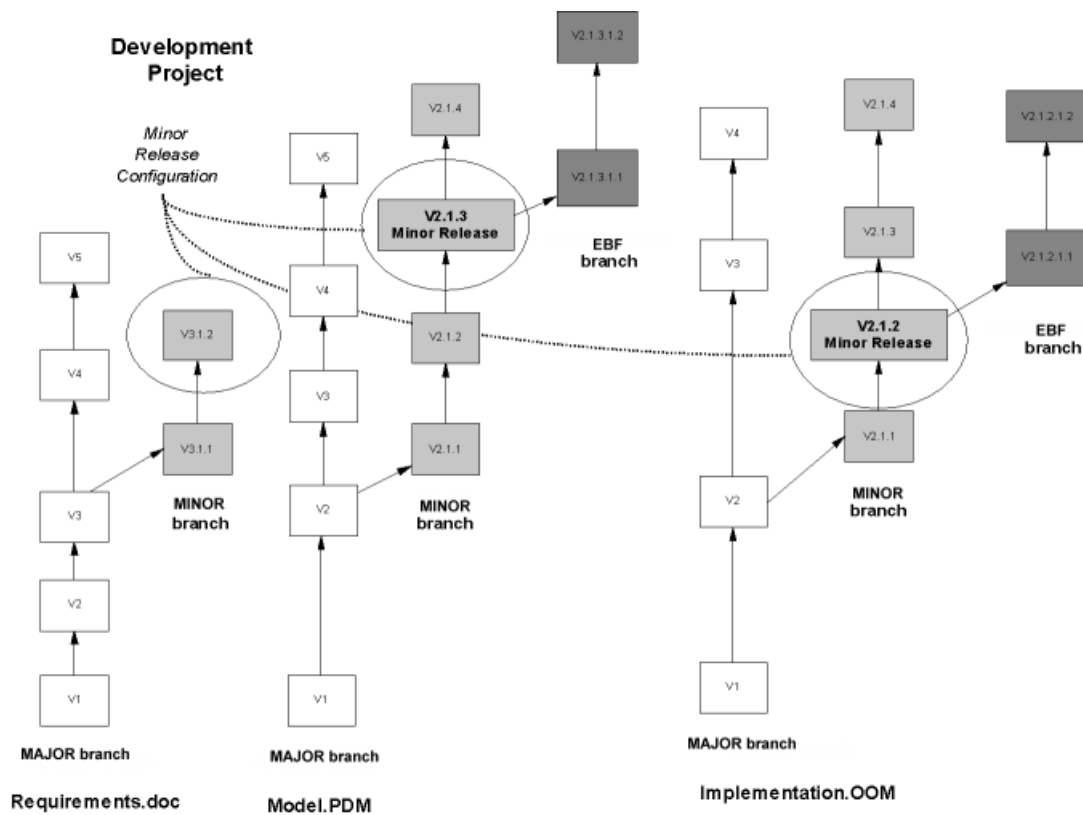 Development
Project
Minor
Release
Configuration
V5
V4
V3
V2
V1
V3.1.2
V3.1.1
MINOR
branch
MAJOR branch
Requirements.doc
V5
V4
V3
V2
V1
V2.1.4
V2.1.3
Minor Release
V2.1.2
V2.1.1
MINOR
branch
V2.1.3.1.2
V2.1.3.1.1
EBF
branch
MAJOR branch
Model.PDM
V4
V3
V2
V1
V2.1.4
V2.1.3
V2.1.2
Minor Release
V2.1.1
MINOR
branch
V2.1.2.1.2
V2.1.2.1.1
EBF
branch
MAJOR branch
Implementation.OOM